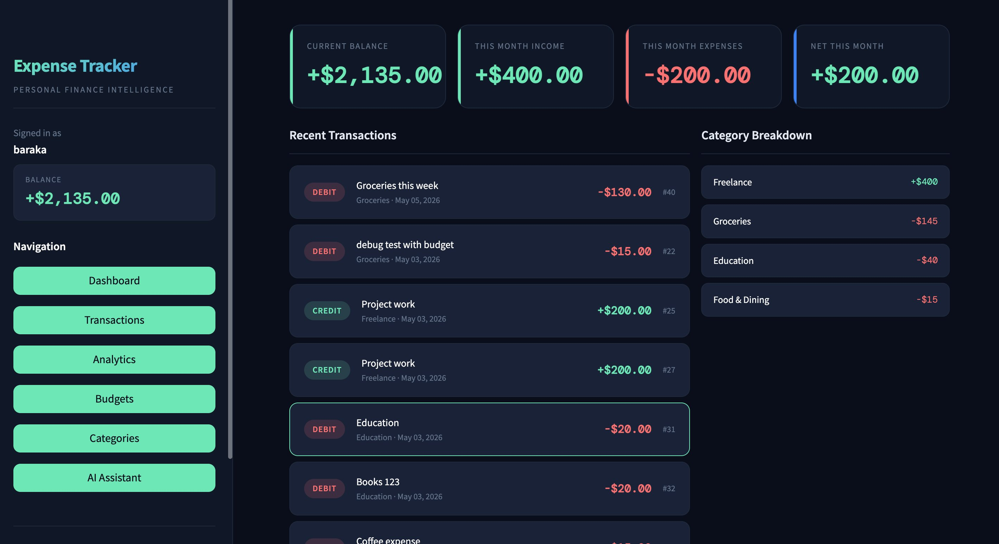 Expense Tracker
PERSONAL FINANCE INTELLIGENCE
Signed in as
baraka
BALANCE
+$2,135.00
Navigation
Dashboard
Transactions
Analytics
Budgets
Categories
AI Assistant
CURRENT BALANCE
+$2,135.00
THIS MONTH INCOME
+$400.00
THIS MONTH EXPENSES
-$200.00
NET THIS MONTH
+$200.00
Recent Transactions
DEBIT
Groceries this week
Groceries · May 05, 2026
-$130.00
#40
DEBIT
debug test with budget
Groceries · May 03, 2026
-$15.00
#22
CREDIT
Project work
Freelance · May 03, 2026
+$200.00
#25
CREDIT
Project work
Freelance · May 03, 2026
+$200.00
#27
DEBIT
Education
Education · May 03, 2026
-$20.00
#31
DEBIT
Books 123
Education · May 03, 2026
-$20.00
#32
Coffee expense
Category Breakdown
Freelance
+$400
Groceries
-$145
Education
-$40
Food & Dining
-$15